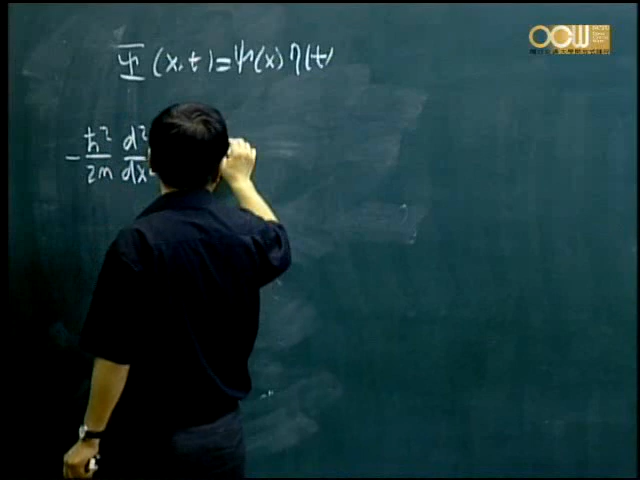 OCW
Ψ(x,t)=ψ(x)η(t)
-ħ²/2m d²/dx²